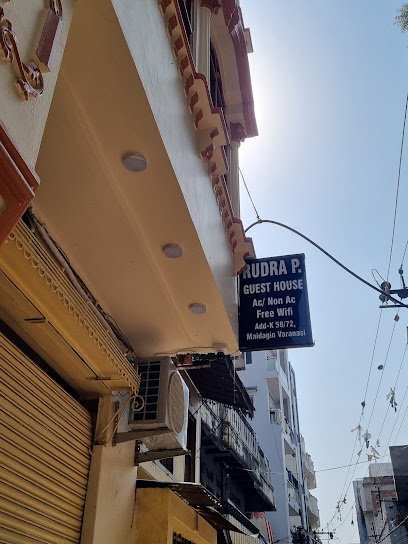 RUDRA P.
GUEST HOUSE
Ac/ Non Ac
Free Wifi
Add-K 58/72,
Maidagin Varanasi